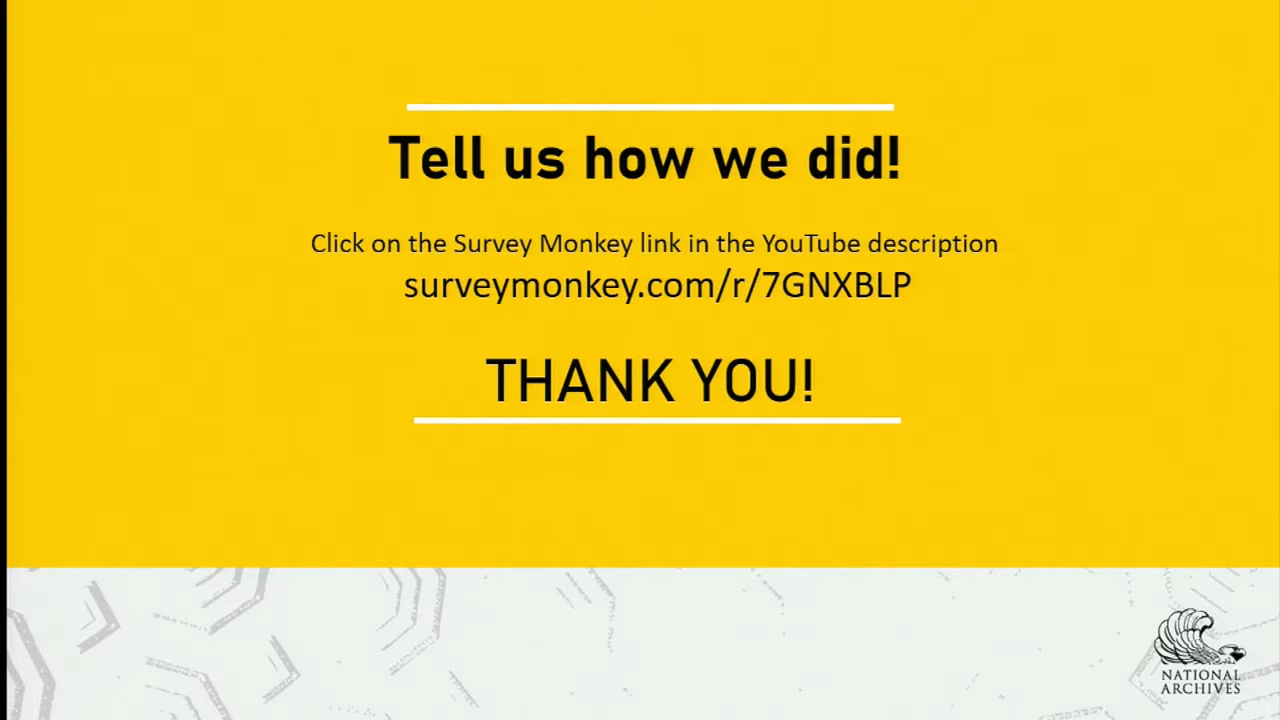 Tell us how we did!
Click on the Survey Monkey link in the YouTube description
surveymonkey.com/r/7GNXBLP
THANK YOU!
NATIONAL
ARCHIVES